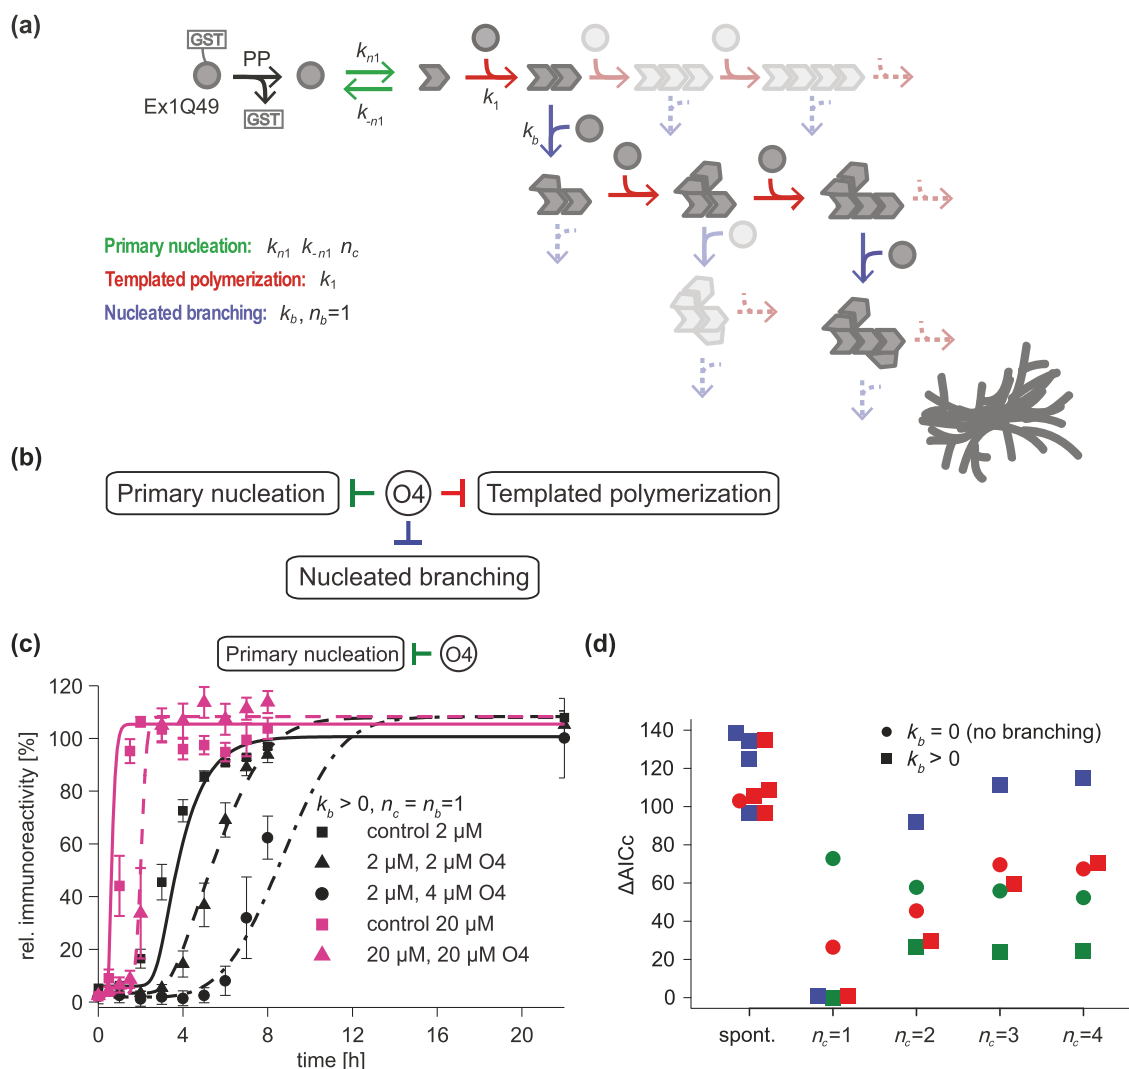 (a)
GST
PP
Ex1Q49
GST
kn1
k-n1
k1
kb
Primary nucleation: kn1 k-n1 nc
Templated polymerization: k1
Nucleated branching: kb, nb=1
(b)
Primary nucleation
O4
Templated polymerization
Nucleated branching
(c)
Primary nucleation
O4
rel. immunoreactivity [%]
120
100
80
60
40
20
0
0
4
8
12
16
20
time [h]
kb > 0, nc = nb=1
control 2 µM
2 µM, 2 µM O4
2 µM, 4 µM O4
control 20 µM
20 µM, 20 µM O4
(d)
ΔAICc
140
120
100
80
60
40
20
0
kb = 0 (no branching)
kb > 0
spont.
nc=1
nc=2
nc=3
nc=4